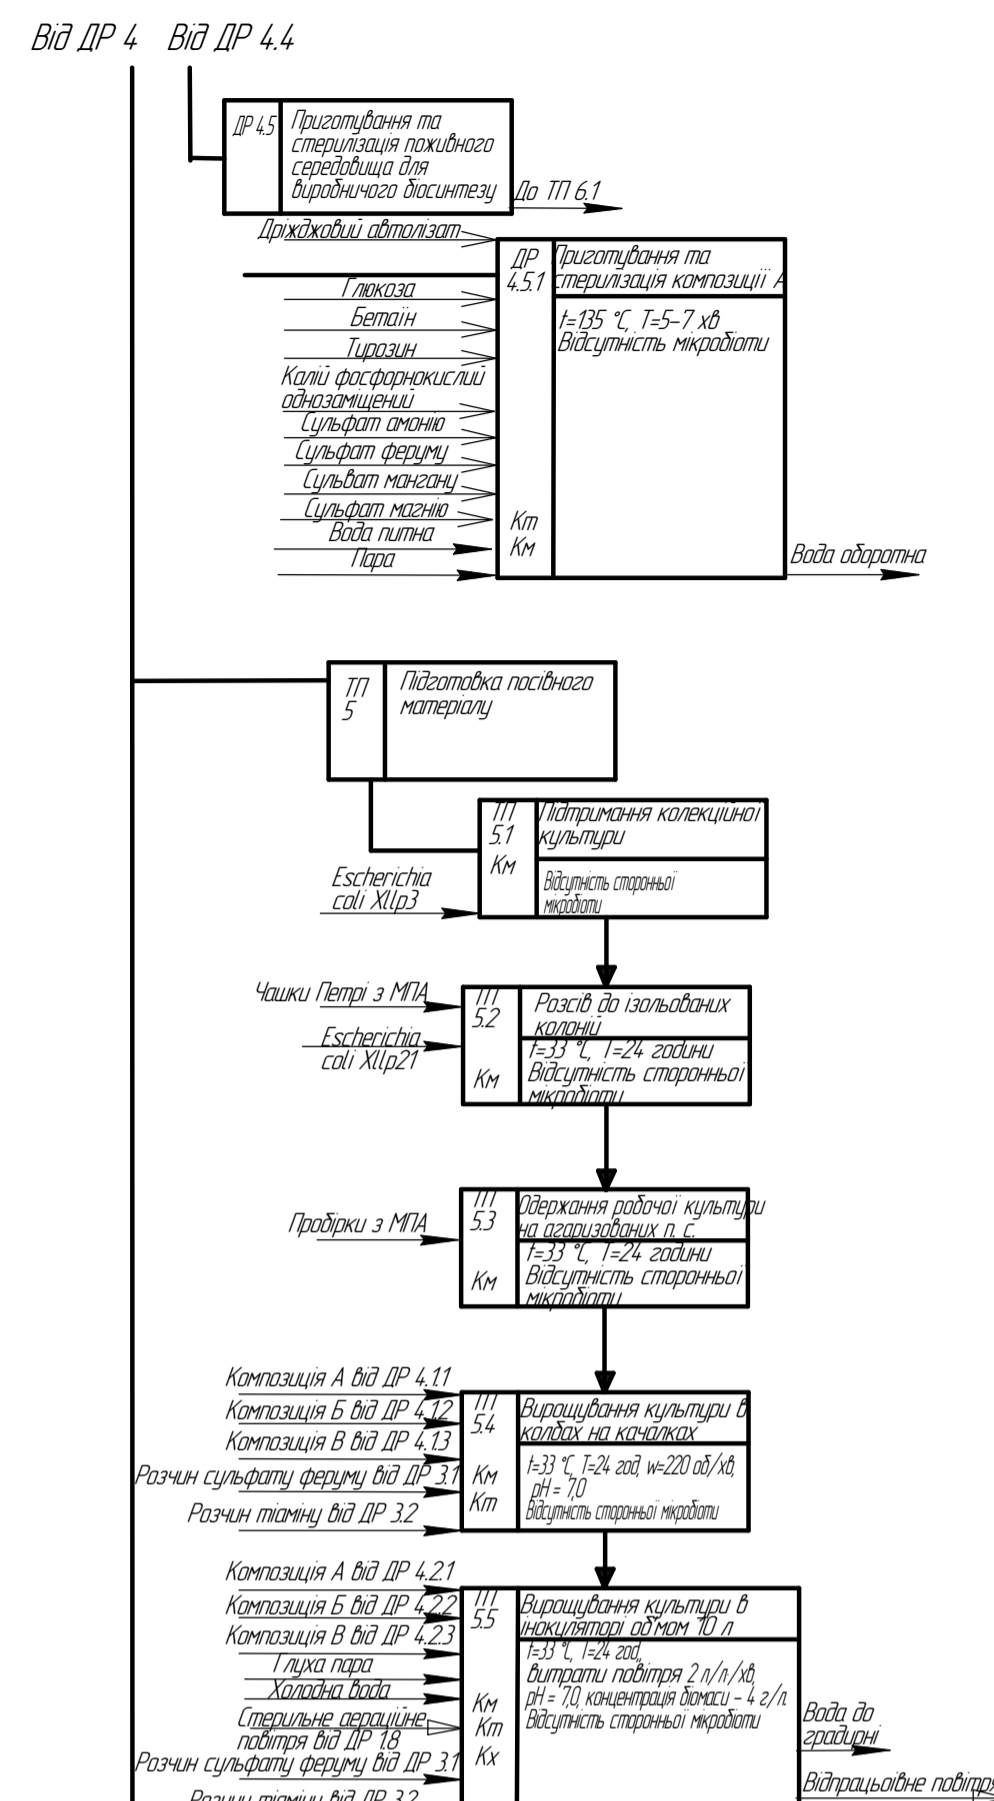 Від ДР 4 Від ДР 4.4
ДР 4.5
Приготування та
стерилізація поживного
середовища для
виробничого біосинтезу
До ТП 6.1
Дріжджовий автолізат
Глюкоза
Бетаїн
Тирозин
Калій фосфорнокислий
однозаміщений
Сульфат амонію
Сульфат феруму
Сульват мангану
Сульфат магнію
Вода питна
Пара
ДР
4.5.1
Кт
Км
Приготування та
стерилізація композиції А
t=135 °C, T=5-7 хв
Відсутність мікробіоти
Вода оборотна
ТП
5
Підготовка посівного
матеріалу
ТП
5.1
Км
Підтримання колекційної
культури
Відсутність сторонньої
мікробіоти
Escherichia
coli Xllp3
Чашки Петрі з МПА
Escherichia
coli Xllp21
ТП
5.2
Км
Розсів до ізольованих
колоній
t=33 °C, T=24 години
Відсутність сторонньої
мікробіоти
Пробірки з МПА
ТП
5.3
Км
Одержання робочої культури
на агаризованих п. с.
t=33 °C, T=24 години
Відсутність сторонньої
мікробіоти
Композиція А від ДР 4.1.1
Композиція Б від ДР 4.1.2
Композиція В від ДР 4.1.3
Розчин сульфату феруму від ДР 3.1
Розчин тіаміну від ДР 3.2
ТП
5.4
Км
Кт
Вирощування культури в
колбах на качалках
t=33 °C, T=24 год, w=220 об/хв,
pH = 7,0
Відсутність сторонньої мікробіоти
Композиція А від ДР 4.2.1
Композиція Б від ДР 4.2.2
Композиція В від ДР 4.2.3
Глуха пара
Холодна вода
Стерильне аераційне
повітря від ДР 1.8
Розчин сульфату феруму від ДР 3.1
Розчин тіаміну від ДР 3.2
ТП
5.5
Км
Кт
Кх
Вирощування культури в
інокуляторі об'мом 10 л
t=33 °C, T=24 год,
витрати повітря 2 л/л/хв,
pH = 7,0, концентрація біомаси – 4 г/л.
Відсутність сторонньої мікробіоти
Вода до
градирні
Відпрацьоівне повітря